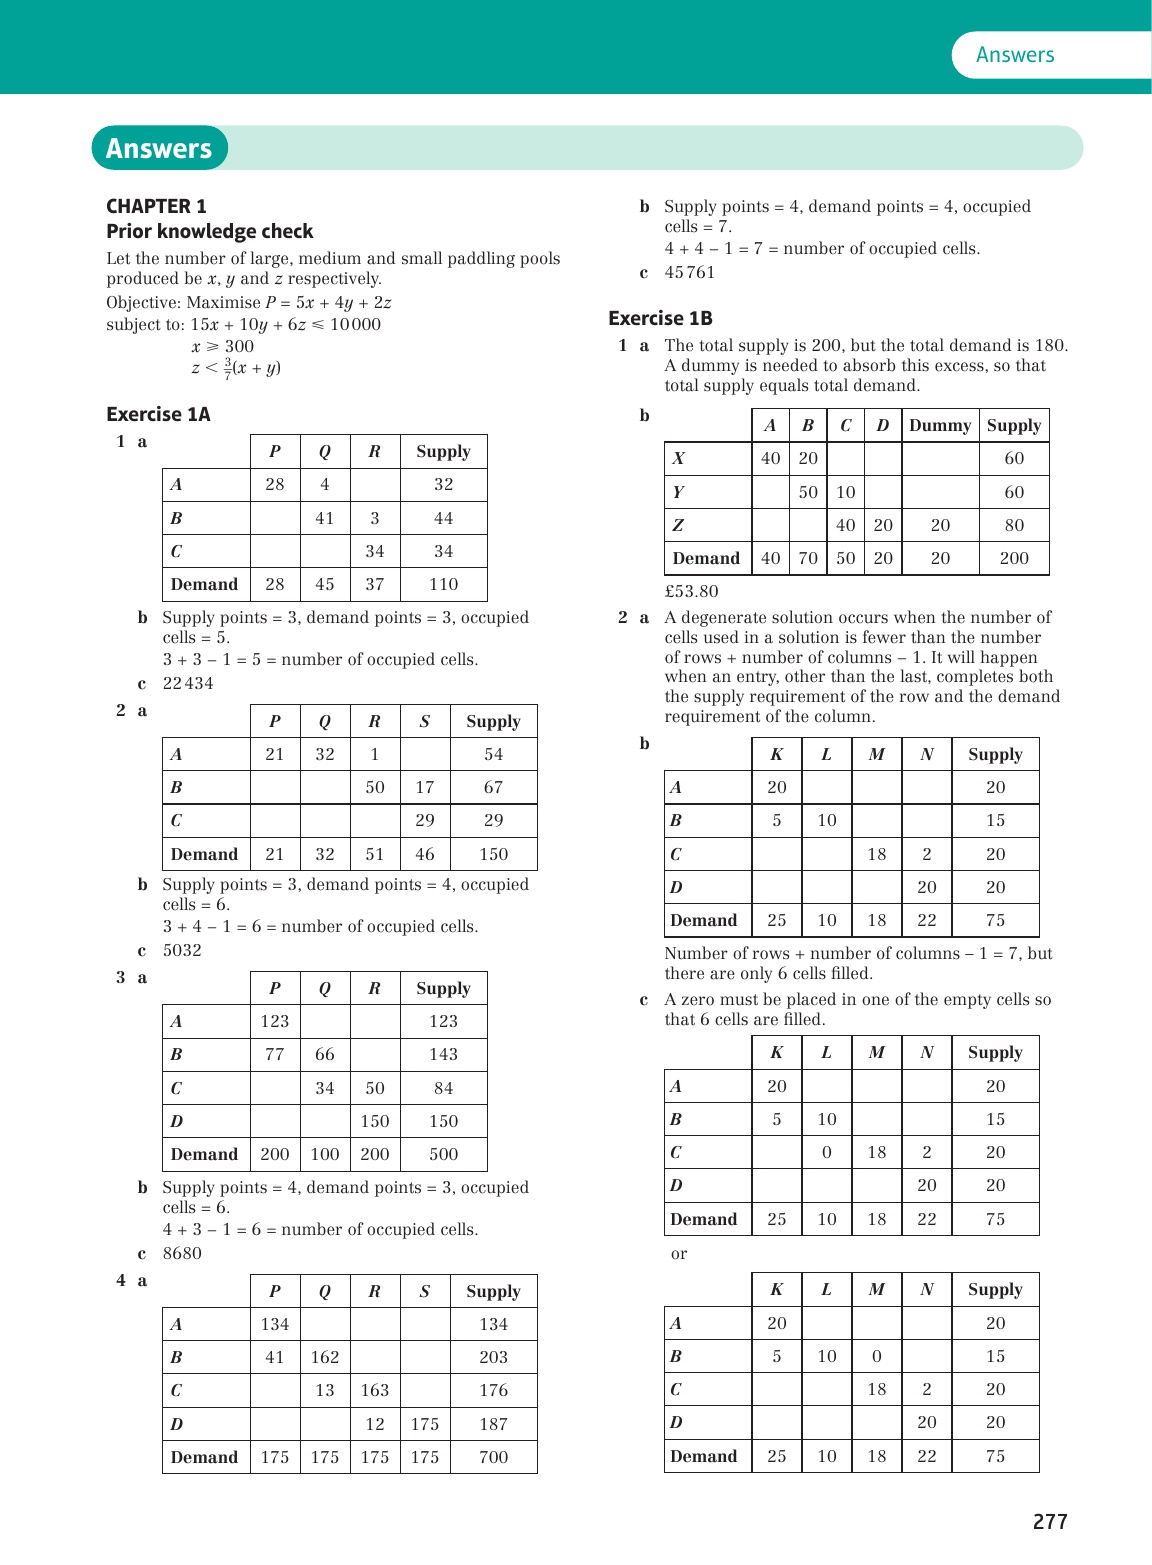 Answers
Answers
CHAPTER 1
Prior knowledge check
Let the number of large, medium and small paddling pools
produced be x, y and z respectively.
Objective: Maximise P = 5x + 4y + 2z
subject to: 15x + 10y + 6z ⩽ 10 000
x ⩾ 300
z < 3/7(x + y)
Exercise 1A
1 a
P Q R Supply
A 28 4 32
B 41 3 44
C 34 34
Demand 28 45 37 110
b Supply points = 3, demand points = 3, occupied
cells = 5.
3 + 3 − 1 = 5 = number of occupied cells.
c 22 434
2 a
P Q R S Supply
A 21 32 1 54
B 50 17 67
C 29 29
Demand 21 32 51 46 150
b Supply points = 3, demand points = 4, occupied
cells = 6.
3 + 4 − 1 = 6 = number of occupied cells.
c 5032
3 a
P Q R Supply
A 123 123
B 77 66 143
C 34 50 84
D 150 150
Demand 200 100 200 500
b Supply points = 4, demand points = 3, occupied
cells = 6.
4 + 3 − 1 = 6 = number of occupied cells.
c 8680
4 a
P Q R S Supply
A 134 134
B 41 162 203
C 13 163 176
D 12 175 187
Demand 175 175 175 175 700
b Supply points = 4, demand points = 4, occupied
cells = 7.
4 + 4 − 1 = 7 = number of occupied cells.
c 45 761
Exercise 1B
1 a The total supply is 200, but the total demand is 180.
A dummy is needed to absorb this excess, so that
total supply equals total demand.
b
A B C D Dummy Supply
X 40 20 60
Y 50 10 60
Z 40 20 20 80
Demand 40 70 50 20 20 200
£53.80
2 a A degenerate solution occurs when the number of
cells used in a solution is fewer than the number
of rows + number of columns − 1. It will happen
when an entry, other than the last, completes both
the supply requirement of the row and the demand
requirement of the column.
b
K L M N Supply
A 20 20
B 5 10 15
C 18 2 20
D 20 20
Demand 25 10 18 22 75
Number of rows + number of columns − 1 = 7, but
there are only 6 cells filled.
c A zero must be placed in one of the empty cells so
that 6 cells are filled.
K L M N Supply
A 20 20
B 5 10 15
C 0 18 2 20
D 20 20
Demand 25 10 18 22 75
or
K L M N Supply
A 20 20
B 5 10 0 15
C 18 2 20
D 20 20
Demand 25 10 18 22 75
277